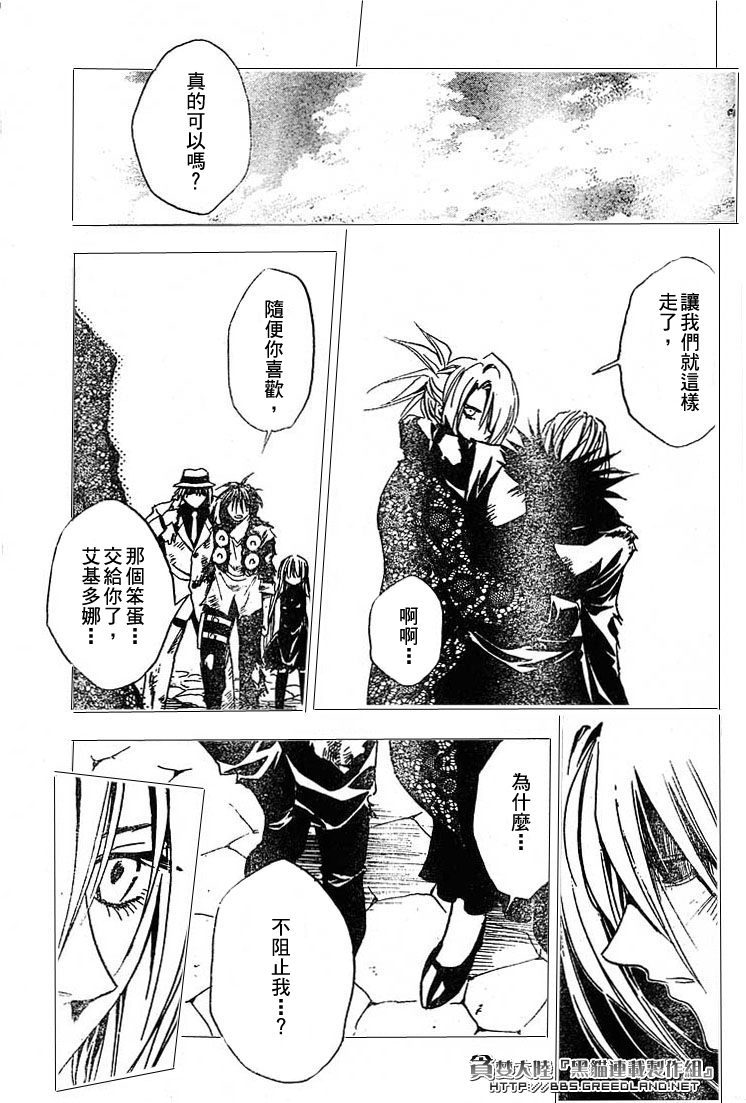 真的可以嗎？
讓我們就這樣
走了，
啊啊…
隨便你喜歡，
那個笨蛋…
交給你了，
艾基多娜…
為什麼…
不阻止我…？
貪婪大陸『黑貓連載製作組』
HTTP://BBS.GREEDLAND.NET